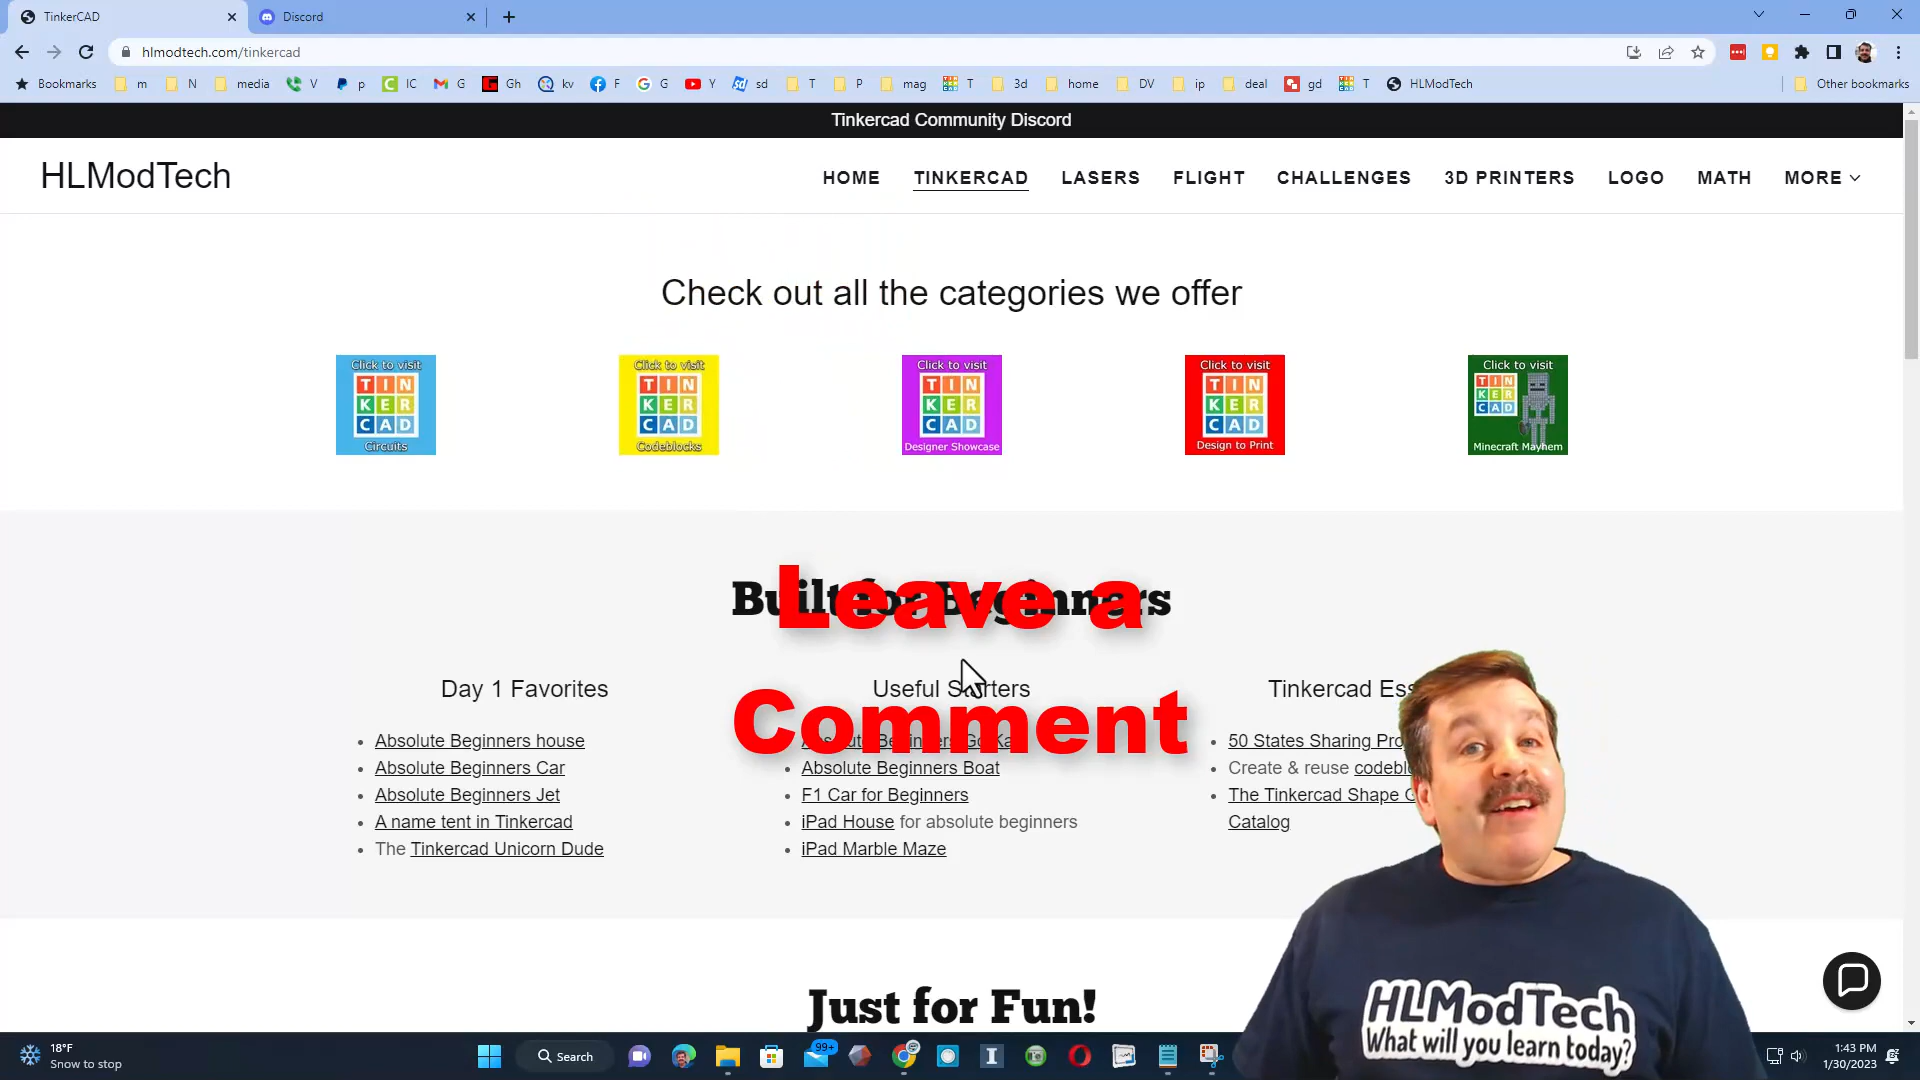 TinkerCAD
Discord
hlmodtech.com/tinkercad
Bookmarks m N media V p IC G Gh kv F G Y sd T P mag T 3d home DV ip deal gd T HLModTech Other bookmarks
Tinkercad Community Discord
HLModTech
HOME TINKERCAD LASERS FLIGHT CHALLENGES 3D PRINTERS LOGO MATH MORE
Check out all the categories we offer
Click to visit
TIN
KER
CAD
Circuits
Click to visit
TIN
KER
CAD
Codeblocks
Click to visit
TIN
KER
CAD
Designer Showcase
Click to visit
TIN
KER
CAD
Design to Print
Click to visit
TIN
KER
CAD
Minecraft Mayhem
Built for Beginners
Leave a
Comment
Day 1 Favorites
Absolute Beginners house
Absolute Beginners Car
Absolute Beginners Jet
A name tent in Tinkercad
The Tinkercad Unicorn Dude
Useful Starters
Absolute Beginners
Absolute Beginners Boat
F1 Car for Beginners
iPad House for absolute beginners
iPad Marble Maze
Tinkercad
50 States Sharing
Create & reuse
The Tinkercad Shape
Catalog
Just for Fun!
HLModTech
What will you learn today?
18°F
Snow to stop
Search
99+
1:43 PM
1/30/2023